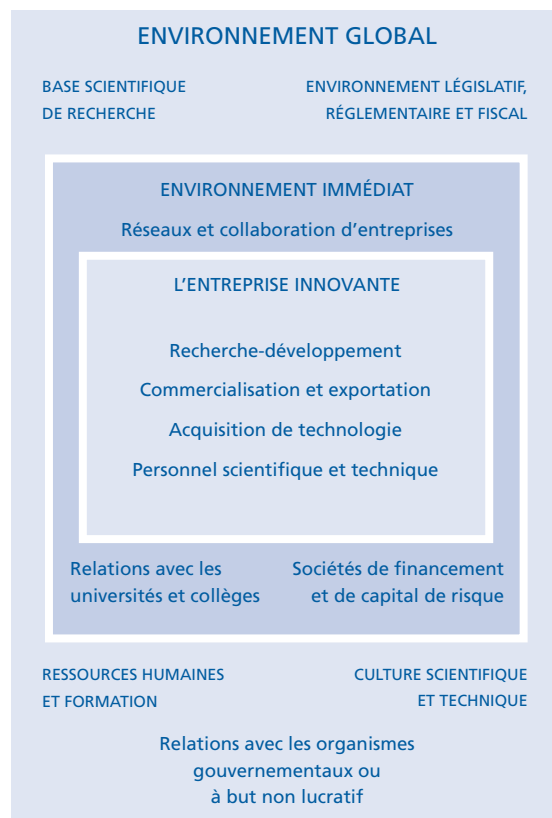 ENVIRONNEMENT GLOBAL
BASE SCIENTIFIQUE
DE RECHERCHE
ENVIRONNEMENT LÉGISLATIF,
RÉGLEMENTAIRE ET FISCAL
ENVIRONNEMENT IMMÉDIAT
Réseaux et collaboration d’entreprises
L’ENTREPRISE INNOVANTE
Recherche-développement
Commercialisation et exportation
Acquisition de technologie
Personnel scientifique et technique
Relations avec les
universités et collèges
Sociétés de financement
et de capital de risque
RESSOURCES HUMAINES
ET FORMATION
CULTURE SCIENTIFIQUE
ET TECHNIQUE
Relations avec les organismes
gouvernementaux ou
à but non lucratif